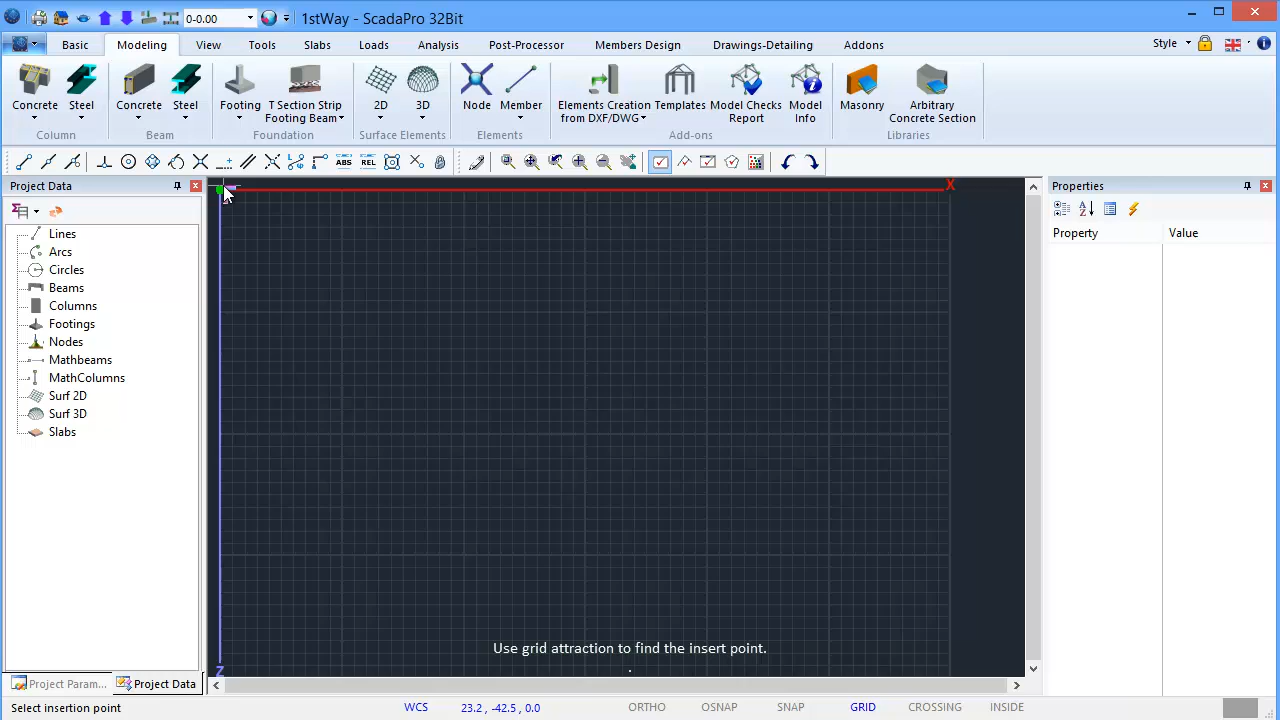 0-0.00
1stWay - ScadaPro 32Bit
Basic
Modeling
View
Tools
Slabs
Loads
Analysis
Post-Processor
Members Design
Drawings-Detailing
Addons
Style
Concrete
Steel
Column
Concrete
Steel
Beam
Footing
T Section Strip
Footing Beam
Foundation
2D
3D
Surface Elements
Node
Member
Elements
Elements Creation
from DXF/DWG
Templates
Model Checks
Report
Model
Info
Add-ons
Masonry
Arbitrary
Concrete Section
Libraries
ABS
REL
Project Data
Lines
Arcs
Circles
Beams
Columns
Footings
Nodes
Mathbeams
MathColumns
Surf 2D
Surf 3D
Slabs
Project Param...
Project Data
X
Z
Use grid attraction to find the insert point.
.
Properties
Property
Value
Select insertion point
WCS
23.2 , -42.5 , 0.0
ORTHO
OSNAP
SNAP
GRID
CROSSING
INSIDE